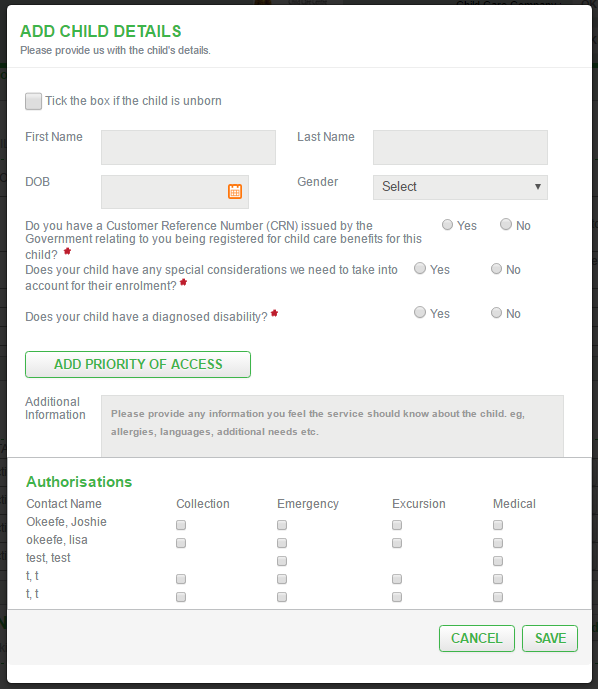 ADD CHILD DETAILS
Please provide us with the child's details.
Tick the box if the child is unborn
First Name
Last Name
DOB
Gender
Select
Do you have a Customer Reference Number (CRN) issued by the
Government relating to you being registered for child care benefits for this
child? *
Yes
No
Does your child have any special considerations we need to take into
account for their enrolment? *
Yes
No
Does your child have a diagnosed disability? *
Yes
No
ADD PRIORITY OF ACCESS
Additional
Information
Please provide any information you feel the service should know about the child. eg,
allergies, languages, additional needs etc.
Authorisations
Contact Name Collection Emergency Excursion Medical
Okeefe, Joshie
okeefe, lisa
test, test
t, t
t, t
CANCEL SAVE